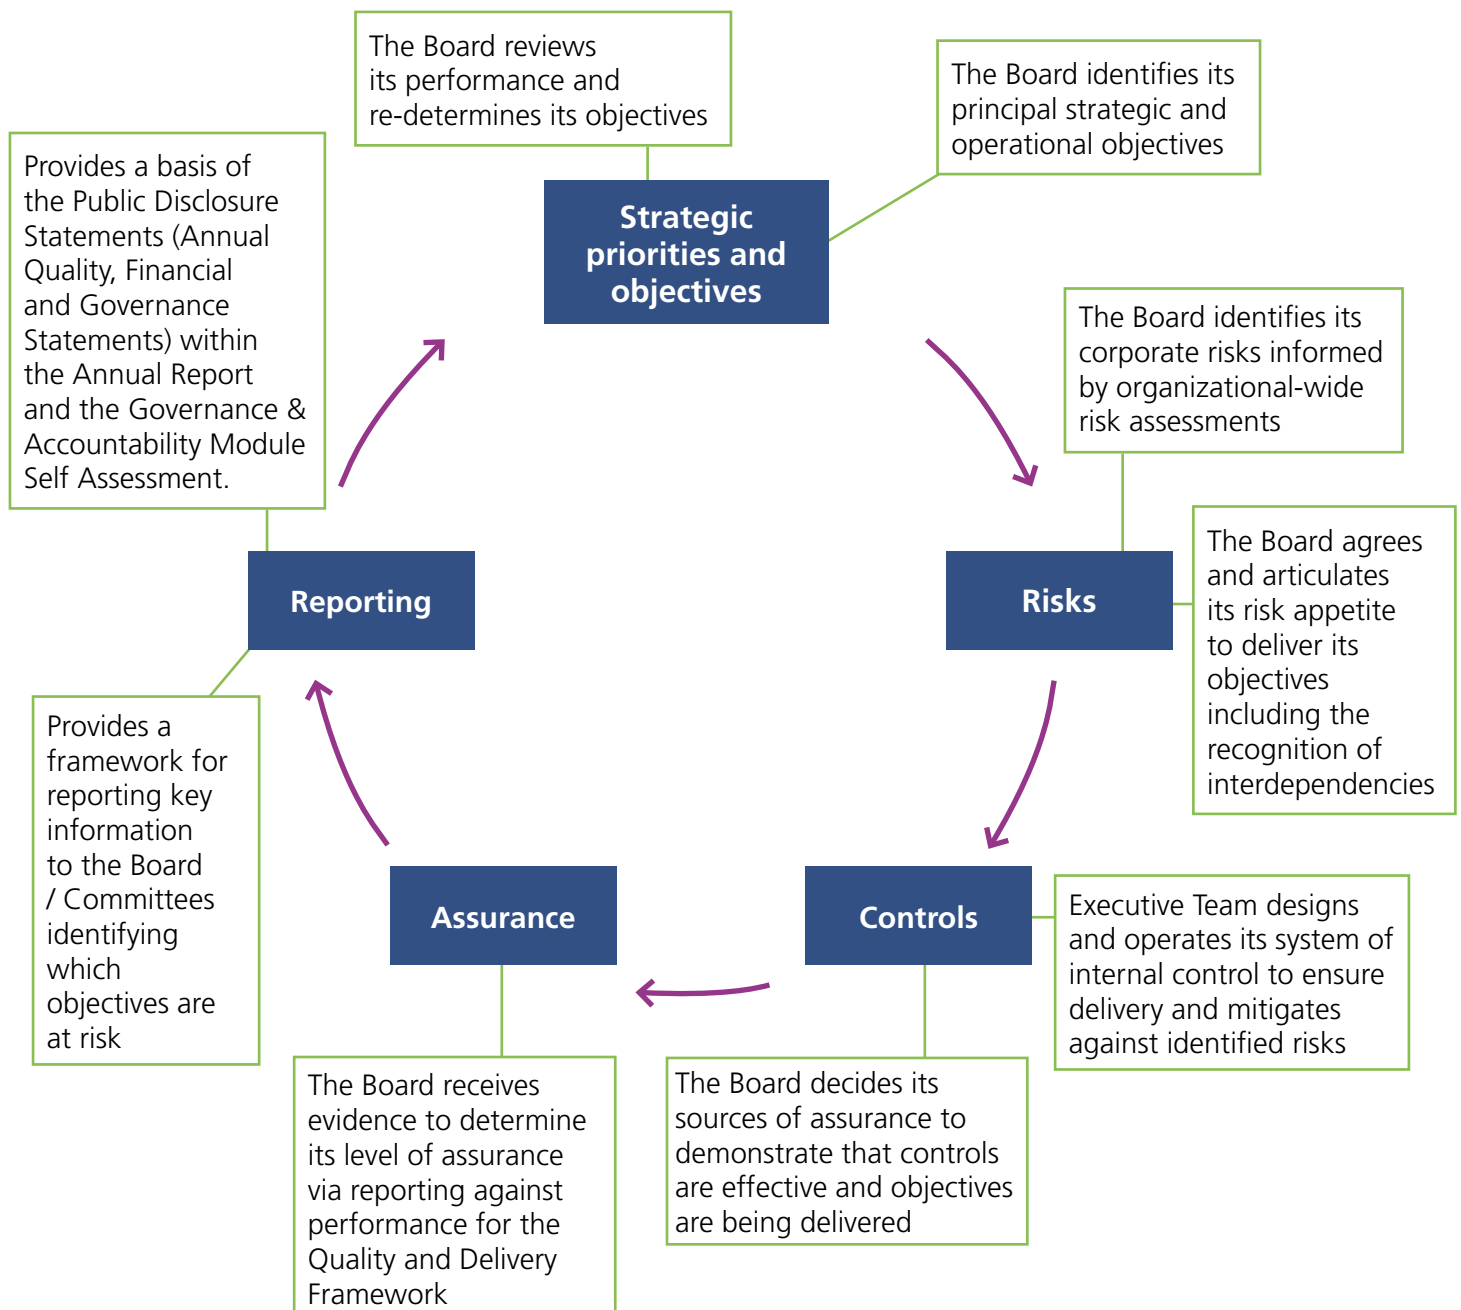 The Board reviews
its performance and
re-determines its objectives
The Board identifies its
principal strategic and
operational objectives
Strategic
priorities and
objectives
Provides a basis of
the Public Disclosure
Statements (Annual
Quality, Financial
and Governance
Statements) within
the Annual Report
and the Governance &
Accountability Module
Self Assessment.
The Board identifies its
corporate risks informed
by organizational-wide
risk assessments
Reporting
Risks
The Board agrees
and articulates
its risk appetite
to deliver its
objectives
including the
recognition of
interdependencies
Provides a
framework for
reporting key
information
to the Board
/ Committees
identifying
which
objectives are
at risk
Assurance
Controls
Executive Team designs
and operates its system of
internal control to ensure
delivery and mitigates
against identified risks
The Board receives
evidence to determine
its level of assurance
via reporting against
performance for the
Quality and Delivery
Framework
The Board decides its
sources of assurance to
demonstrate that controls
are effective and objectives
are being delivered